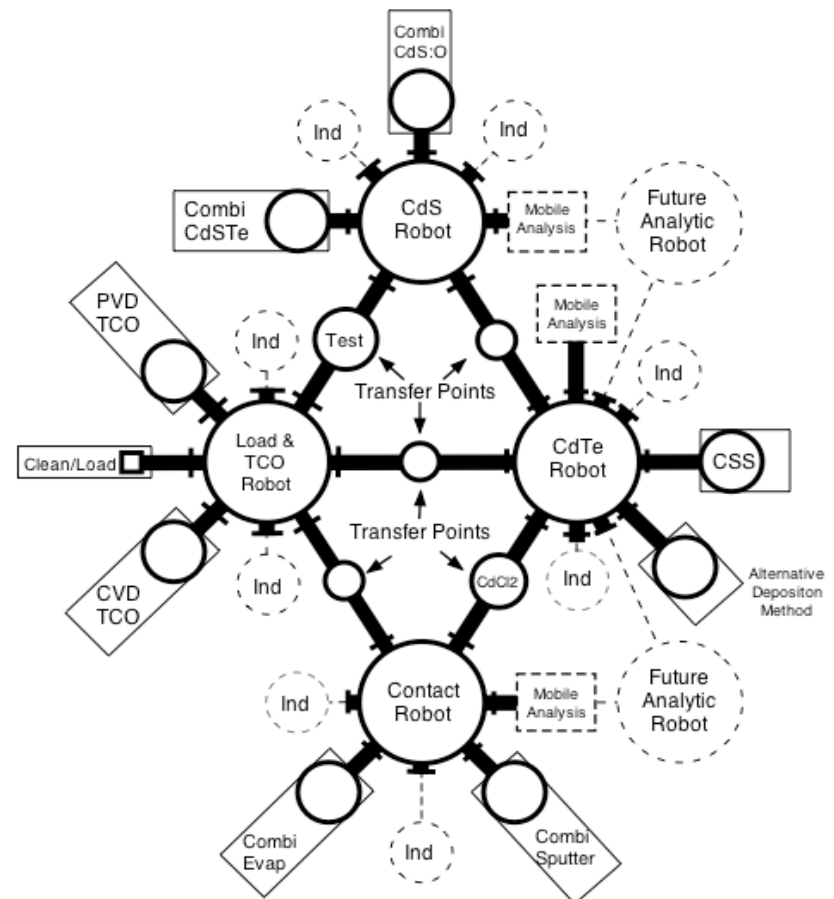 Combi
CdS:O
Ind
Ind
Combi
CdSTe
CdS
Robot
Mobile
Analysis
Future
Analytic
Robot
PVD
TCO
Ind
Test
Mobile
Analysis
Ind
Transfer Points
Clean/Load
Load &
TCO
Robot
CdTe
Robot
CSS
Transfer Points
CVD
TCO
Ind
CdCl2
Ind
Alternative
Depositon
Method
Ind
Contact
Robot
Mobile
Analysis
Future
Analytic
Robot
Combi
Evap
Ind
Combi
Sputter